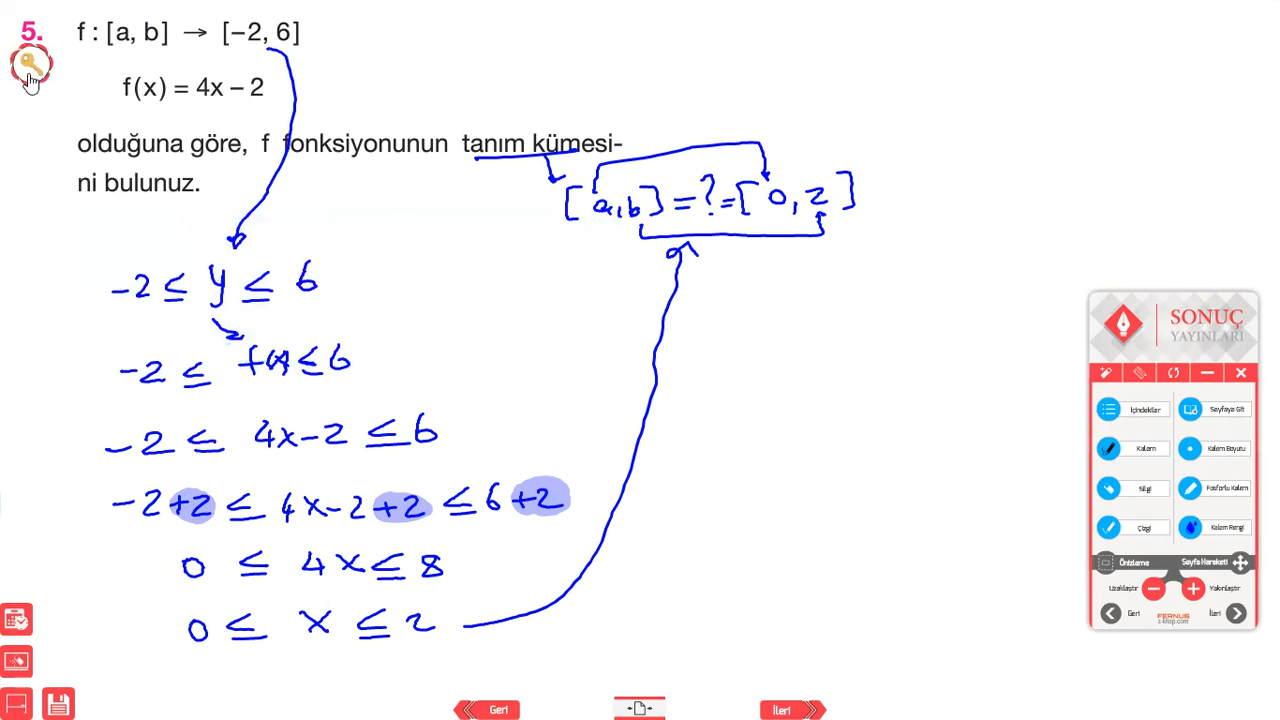 5. f : [a, b] → [−2, 6]
f(x) = 4x − 2
olduğuna göre, f fonksiyonunun tanım kümesi-
ni bulunuz.
[a,b] = ? = [0, 2]
-2 ≤ y ≤ 6
-2 ≤ f(x) ≤ 6
-2 ≤ 4x-2 ≤ 6
-2+2 ≤ 4x-2+2 ≤ 6+2
0 ≤ 4x ≤ 8
0 ≤ x ≤ 2
SONUÇ
YAYINLARI
İçindekiler
Sayfaya Git
Kalem
Kalem Boyutu
Silgi
Fosforlu Kalem
Çizgi
Kalem Rengi
Önizleme
Sayfa Hareketi
Uzaklaştır
Yakınlaştır
Geri
FERNUS
z-kitap.com
İleri
Geri
İleri